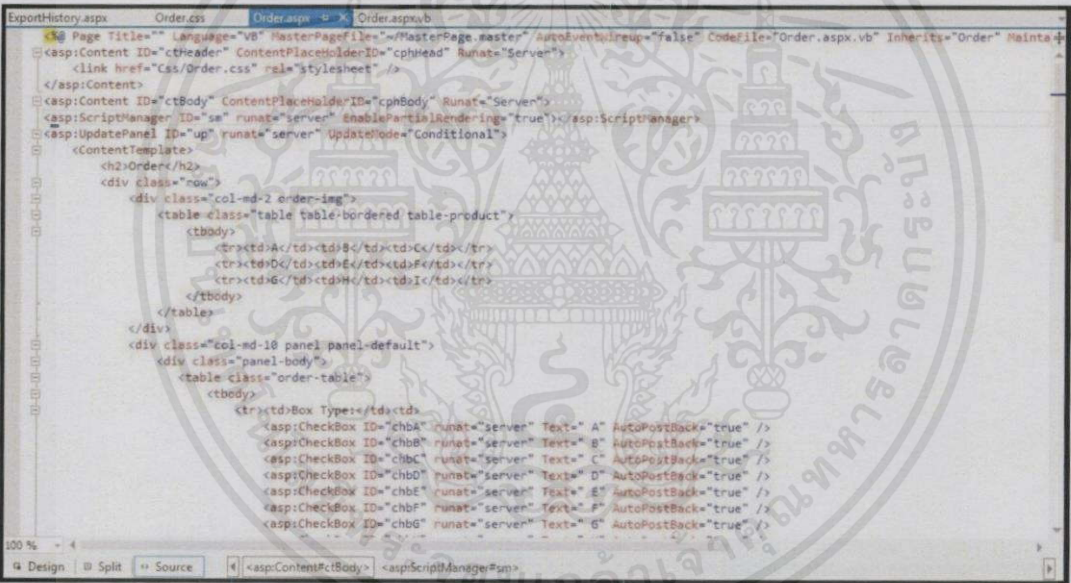 ExportHistory.aspx Order.css Order.aspx Order.aspx.vb
<%@ Page Title="" Language="VB" MasterPageFile="~/MasterPage.master" AutoEventWireup="false" CodeFile="Order.aspx.vb" Inherits="Order" Mainta
<asp:Content ID="ctHeader" ContentPlaceHolderID="cphHead" Runat="Server">
<link href="Css/Order.css" rel="stylesheet" />
</asp:Content>
<asp:Content ID="ctBody" ContentPlaceHolderID="cphBody" Runat="Server">
<asp:ScriptManager ID="sm" runat="server" EnablePartialRendering="true"></asp:ScriptManager>
<asp:UpdatePanel ID="up" runat="server" UpdateMode="Conditional">
<ContentTemplate>
<h2>Order</h2>
<div class="row">
<div class="col-md-2 order-img">
<table class="table table-bordered table-product">
<tbody>
<tr><td>A</td><td>B</td><td>C</td></tr>
<tr><td>D</td><td>E</td><td>F</td></tr>
<tr><td>G</td><td>H</td><td>I</td></tr>
</tbody>
</table>
</div>
<div class="col-md-10 panel panel-default">
<div class="panel-body">
<table class="order-table">
<tbody>
<tr><td>Box Type:</td><td>
<asp:CheckBox ID="chbA" runat="server" Text=" A" AutoPostBack="true" />
<asp:CheckBox ID="chbB" runat="server" Text=" B" AutoPostBack="true" />
<asp:CheckBox ID="chbC" runat="server" Text=" C" AutoPostBack="true" />
<asp:CheckBox ID="chbD" runat="server" Text=" D" AutoPostBack="true" />
<asp:CheckBox ID="chbE" runat="server" Text=" E" AutoPostBack="true" />
<asp:CheckBox ID="chbF" runat="server" Text=" F" AutoPostBack="true" />
<asp:CheckBox ID="chbG" runat="server" Text=" G" AutoPostBack="true" />
100 %
Design Split Source <asp:Content#ctBody> <asp:ScriptManager#sm>